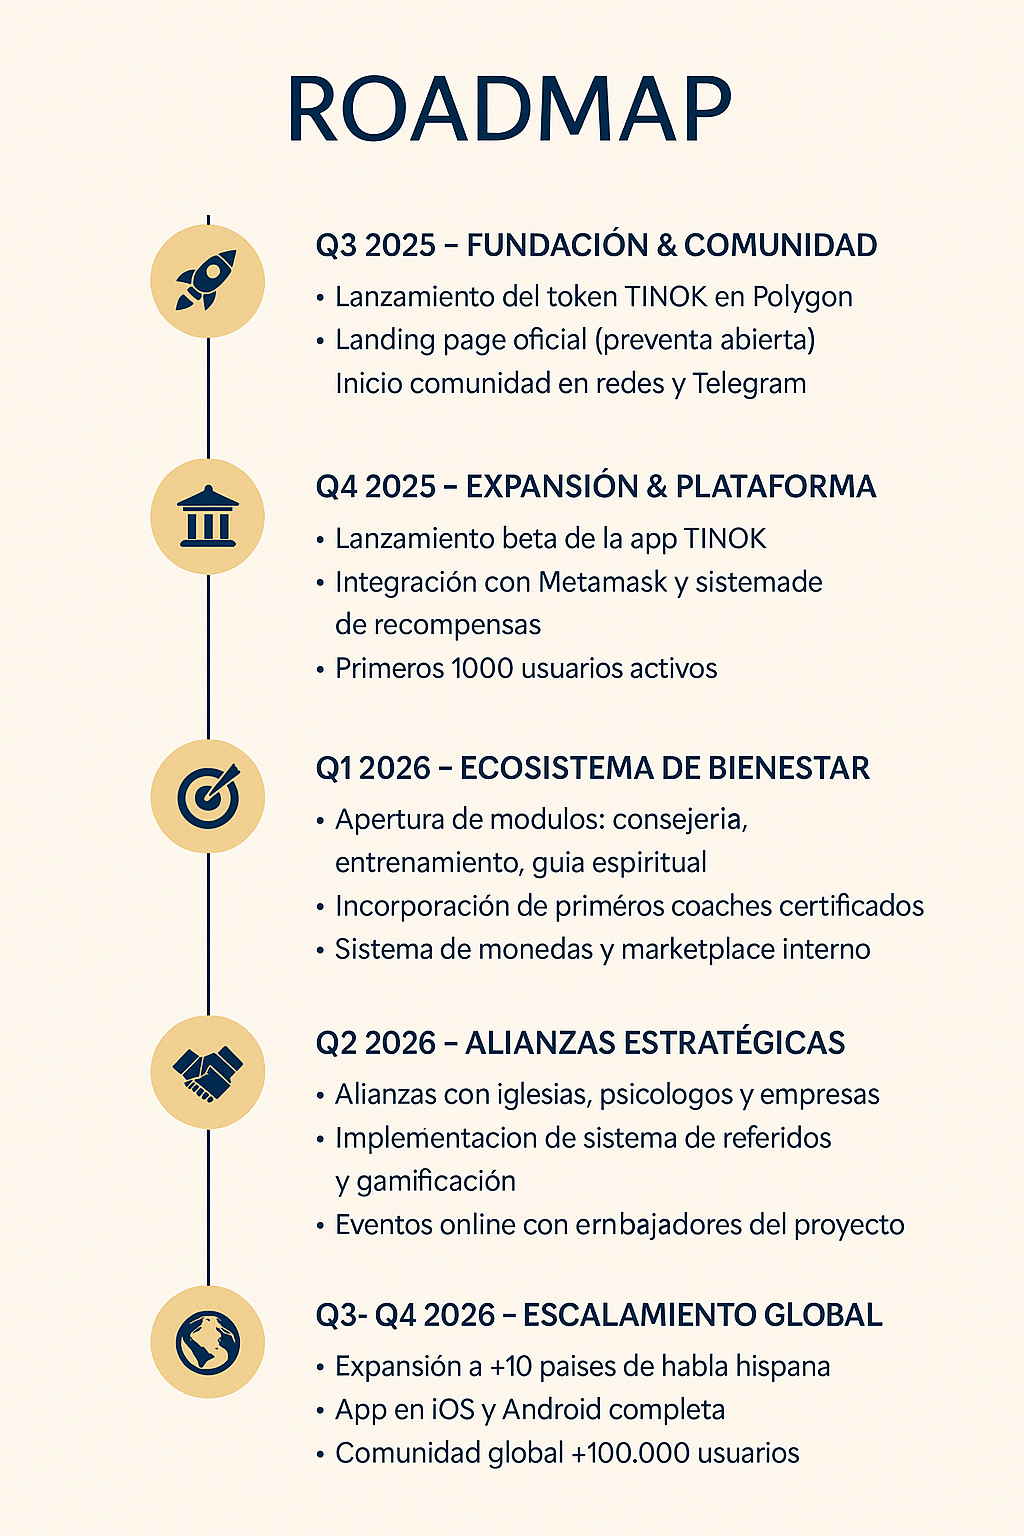 ROADMAP
Q3 2025 – FUNDACIÓN & COMUNIDAD
• Lanzamiento del token TINOK en Polygon
• Landing page oficial (preventa abierta)
Inicio comunidad en redes y Telegram
Q4 2025 – EXPANSIÓN & PLATAFORMA
• Lanzamiento beta de la app TINOK
• Integración con Metamask y sistemade
de recompensas
• Primeros 1000 usuarios activos
Q1 2026 – ECOSISTEMA DE BIENESTAR
• Apertura de modulos: consejeria,
entrenamiento, guia espiritual
• Incorporación de priméros coaches certificados
• Sistema de monedas y marketplace interno
Q2 2026 – ALIANZAS ESTRATÉGICAS
• Alianzas con iglesias, psicologos y empresas
• Implementacion de sistema de referidos
y gamificación
• Eventos online con ernbajadores del proyecto
Q3- Q4 2026 – ESCALAMIENTO GLOBAL
• Expansión a +10 paises de habla hispana
• App en iOS y Android completa
• Comunidad global +100.000 usuarios